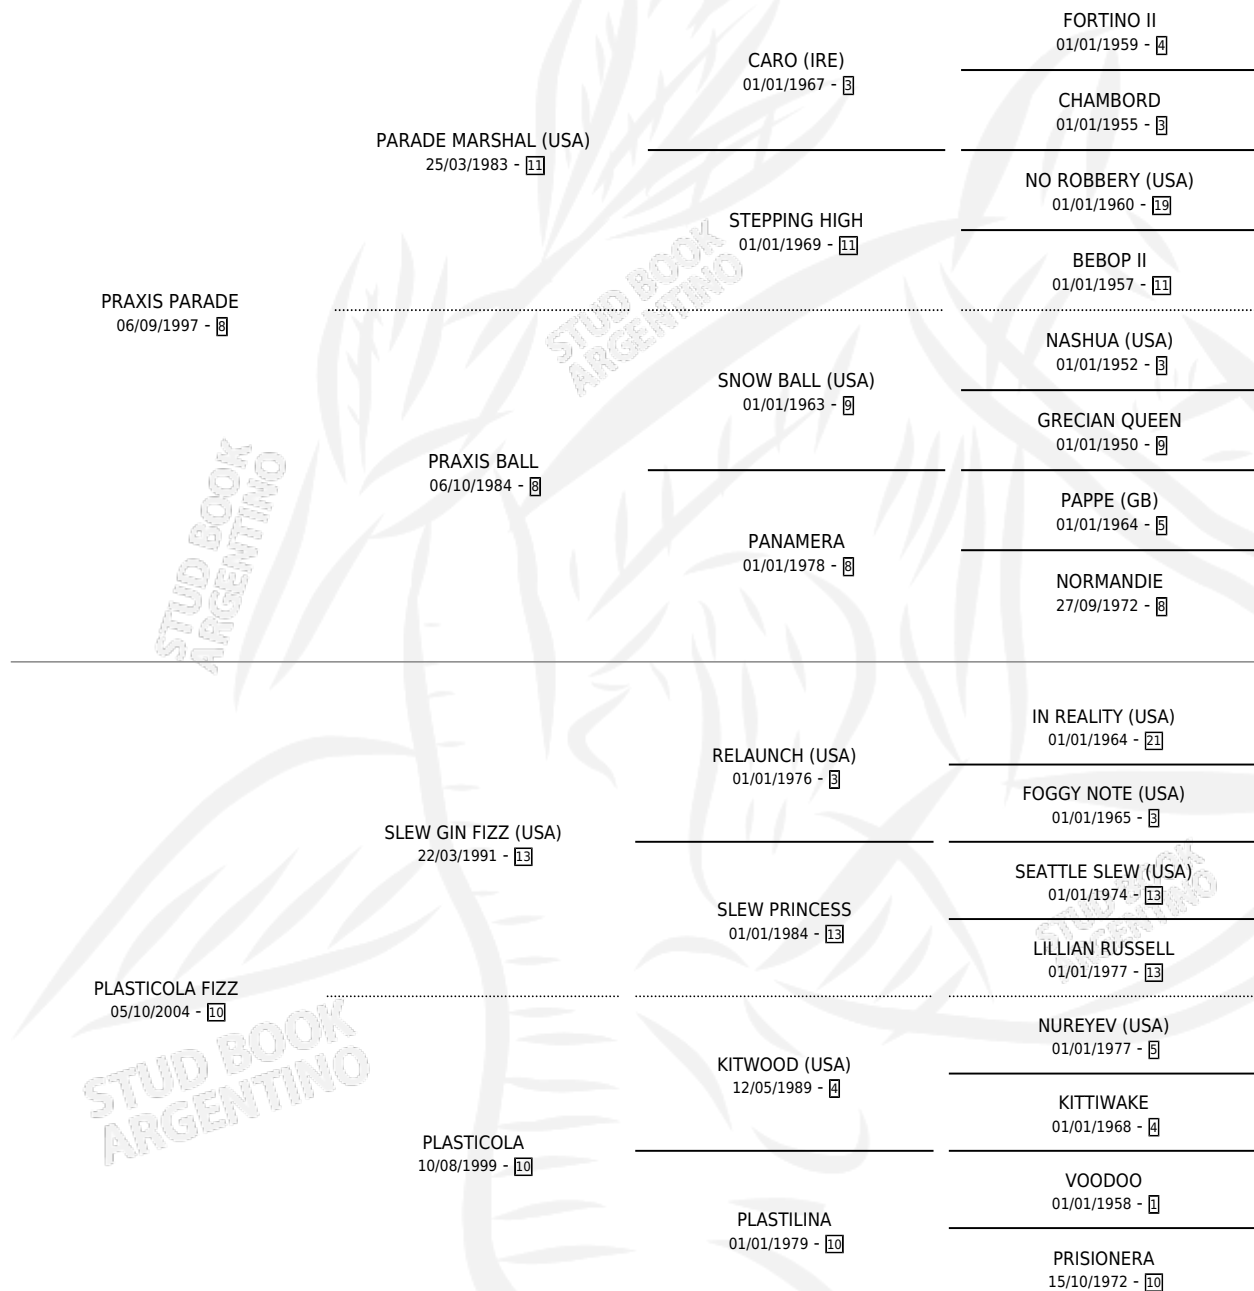 FORTINO II
01/01/1959 - 4
CARO (IRE)
01/01/1967 - 3
CHAMBORD
01/01/1955 - 3
PARADE MARSHAL (USA)
25/03/1983 - 11
NO ROBBERY (USA)
01/01/1960 - 19
STEPPING HIGH
01/01/1969 - 11
BEBOP II
01/01/1957 - 11
PRAXIS PARADE
06/09/1997 - 8
STUD BOOK
ARGENTINO
NASHUA (USA)
01/01/1952 - 3
SNOW BALL (USA)
01/01/1963 - 9
GRECIAN QUEEN
01/01/1950 - 9
PRAXIS BALL
06/10/1984 - 8
PAPPE (GB)
01/01/1964 - 5
PANAMERA
01/01/1978 - 8
NORMANDIE
27/09/1972 - 8
STUD BOOK
ARGENTINO
IN REALITY (USA)
01/01/1964 - 21
RELAUNCH (USA)
01/01/1976 - 3
FOGGY NOTE (USA)
01/01/1965 - 3
SLEW GIN FIZZ (USA)
22/03/1991 - 13
SEATTLE SLEW (USA)
01/01/1974 - 13
STUD BOOK
ARGENTINO
SLEW PRINCESS
01/01/1984 - 13
LILLIAN RUSSELL
01/01/1977 - 13
PLASTICOLA FIZZ
05/10/2004 - 10
STUD BOOK
ARGENTINO
NUREYEV (USA)
01/01/1977 - 5
KITWOOD (USA)
12/05/1989 - 4
KITTIWAKE
01/01/1968 - 4
PLASTICOLA
10/08/1999 - 10
VOODOO
01/01/1958 - 1
PLASTILINA
01/01/1979 - 10
PRISIONERA
15/10/1972 - 10